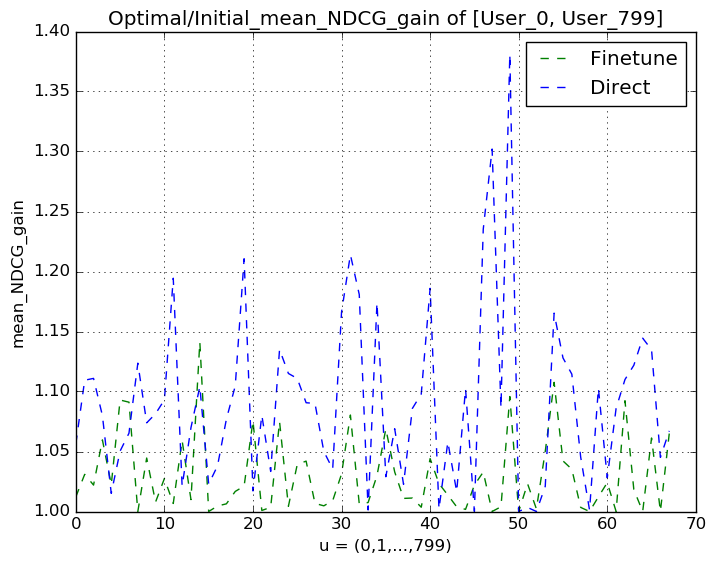 Optimal/Initial_mean_NDCG_gain of [User_0, User_799]
1.40
1.35
1.30
1.25
1.20
1.15
1.10
1.05
1.00
mean_NDCG_gain
Finetune
Direct
0 10 20 30 40 50 60 70
u = (0,1,...,799)